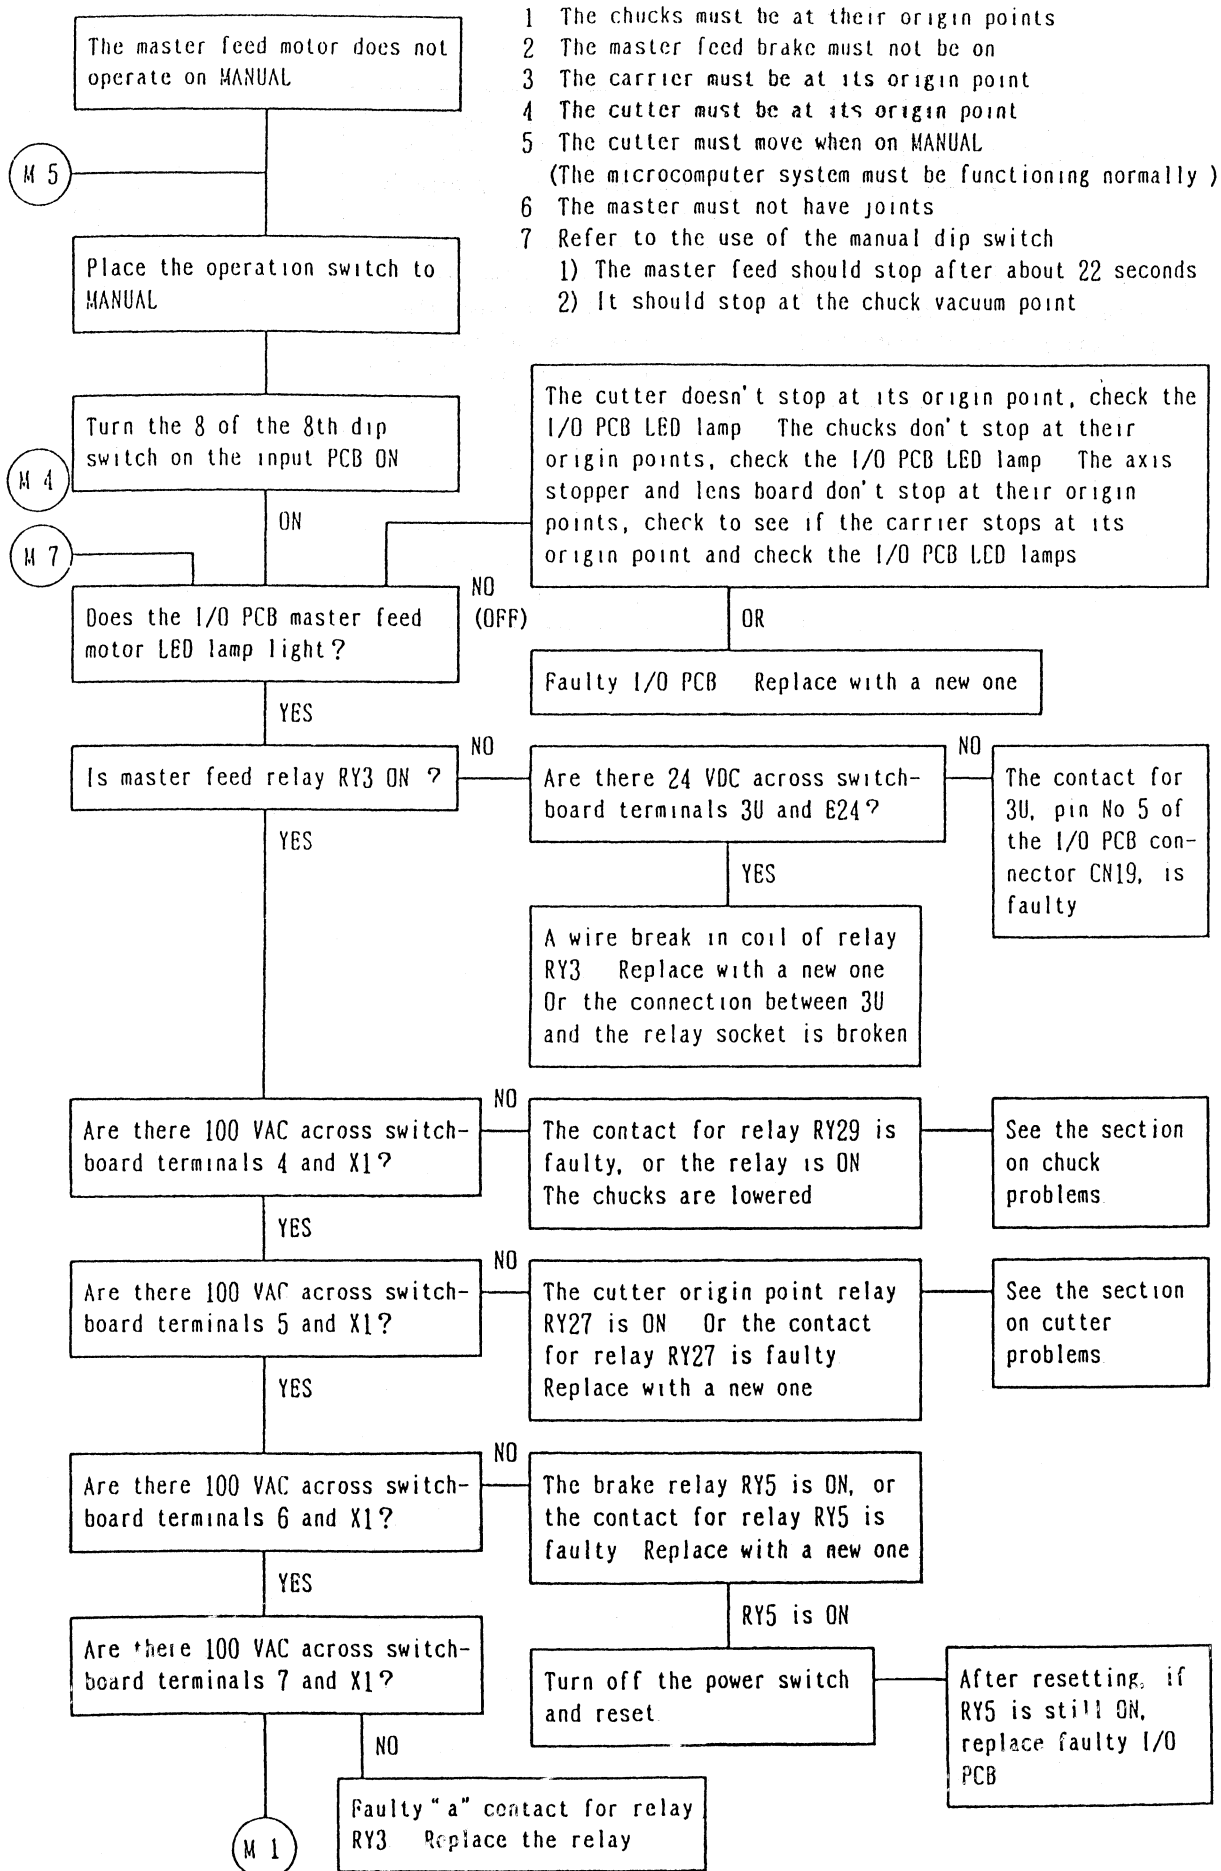 The master feed motor does not
operate on MANUAL
1 The chucks must be at their origin points
2 The master feed brake must not be on
3 The carrier must be at its origin point
4 The cutter must be at its origin point
5 The cutter must move when on MANUAL
(The microcomputer system must be functioning normally )
6 The master must not have joints
7 Refer to the use of the manual dip switch
1) The master feed should stop after about 22 seconds
2) It should stop at the chuck vacuum point
M 5
Place the operation switch to
MANUAL
Turn the 8 of the 8th dip
switch on the input PCB ON
M 4
ON
M 7
The cutter doesn't stop at its origin point, check the
I/O PCB LED lamp The chucks don't stop at their
origin points, check the I/O PCB LED lamp The axis
stopper and lens board don't stop at their origin
points, check to see if the carrier stops at its
origin point and check the I/O PCB LED lamps
Does the I/O PCB master feed
motor LED lamp light?
NO
(OFF)
OR
Faulty I/O PCB Replace with a new one
YES
Is master feed relay RY3 ON ?
NO
Are there 24 VDC across switch-
board terminals 3U and E24?
NO
The contact for
3U, pin No 5 of
the I/O PCB con-
nector CN19, is
faulty
YES
YES
A wire break in coil of relay
RY3 Replace with a new one
Or the connection between 3U
and the relay socket is broken
Are there 100 VAC across switch-
board terminals 4 and X1?
NO
The contact for relay RY29 is
faulty, or the relay is ON
The chucks are lowered
See the section
on chuck
problems
YES
Are there 100 VAC across switch-
board terminals 5 and X1?
NO
The cutter origin point relay
RY27 is ON Or the contact
for relay RY27 is faulty
Replace with a new one
See the section
on cutter
problems
YES
Are there 100 VAC across switch-
board terminals 6 and X1?
NO
The brake relay RY5 is ON, or
the contact for relay RY5 is
faulty Replace with a new one
YES
RY5 is ON
Are there 100 VAC across switch-
board terminals 7 and X1?
Turn off the power switch
and reset
After resetting, if
RY5 is still ON,
replace faulty I/O
PCB
NO
Faulty "a" contact for relay
RY3 Replace the relay
M 1